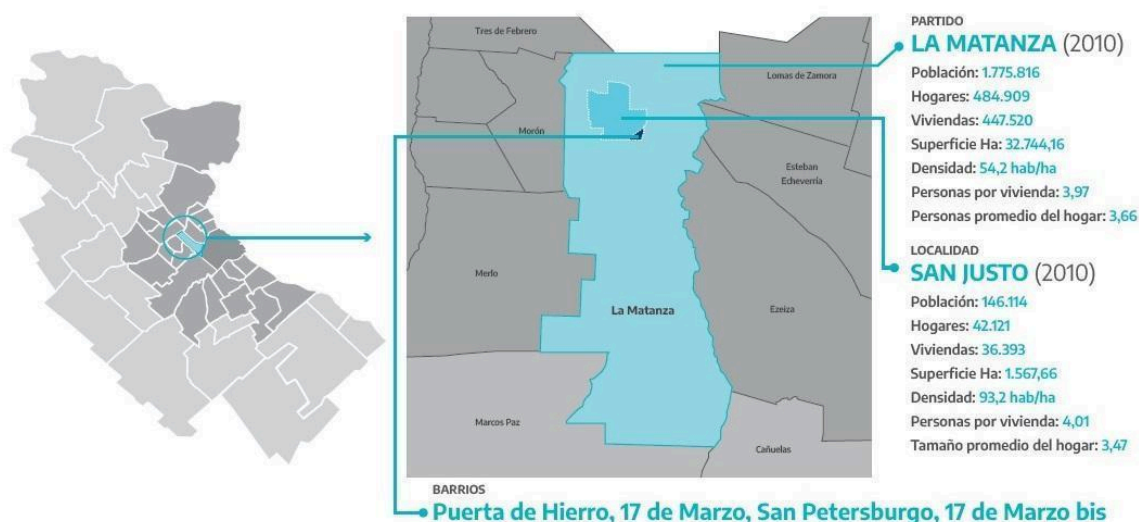 Tres de Febrero
Lomas de Zamora
Morón
Esteban
Echeverría
Merlo
La Matanza
Ezeiza
Marcos Paz
Cañuelas
PARTIDO
LA MATANZA (2010)
Población: 1.775.816
Hogares: 484.909
Viviendas: 447.520
Superficie Ha: 32.744,16
Densidad: 54,2 hab/ha
Personas por vivienda: 3,97
Personas promedio del hogar: 3,66
LOCALIDAD
SAN JUSTO (2010)
Población: 146.114
Hogares: 42.121
Viviendas: 36.393
Superficie Ha: 1.567,66
Densidad: 93,2 hab/ha
Personas por vivienda: 4,01
Tamaño promedio del hogar: 3,47
BARRIOS
Puerta de Hierro, 17 de Marzo, San Petersburgo, 17 de Marzo bis